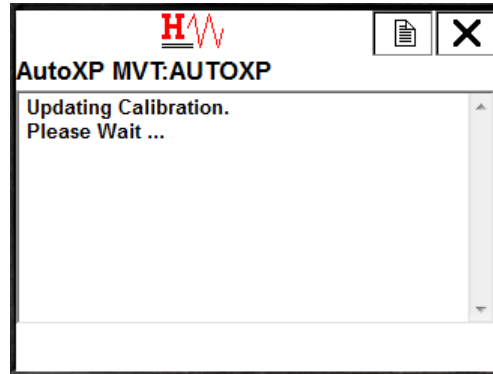 H
AutoXP MVT:AUTOXP
Updating Calibration.
Please Wait ...